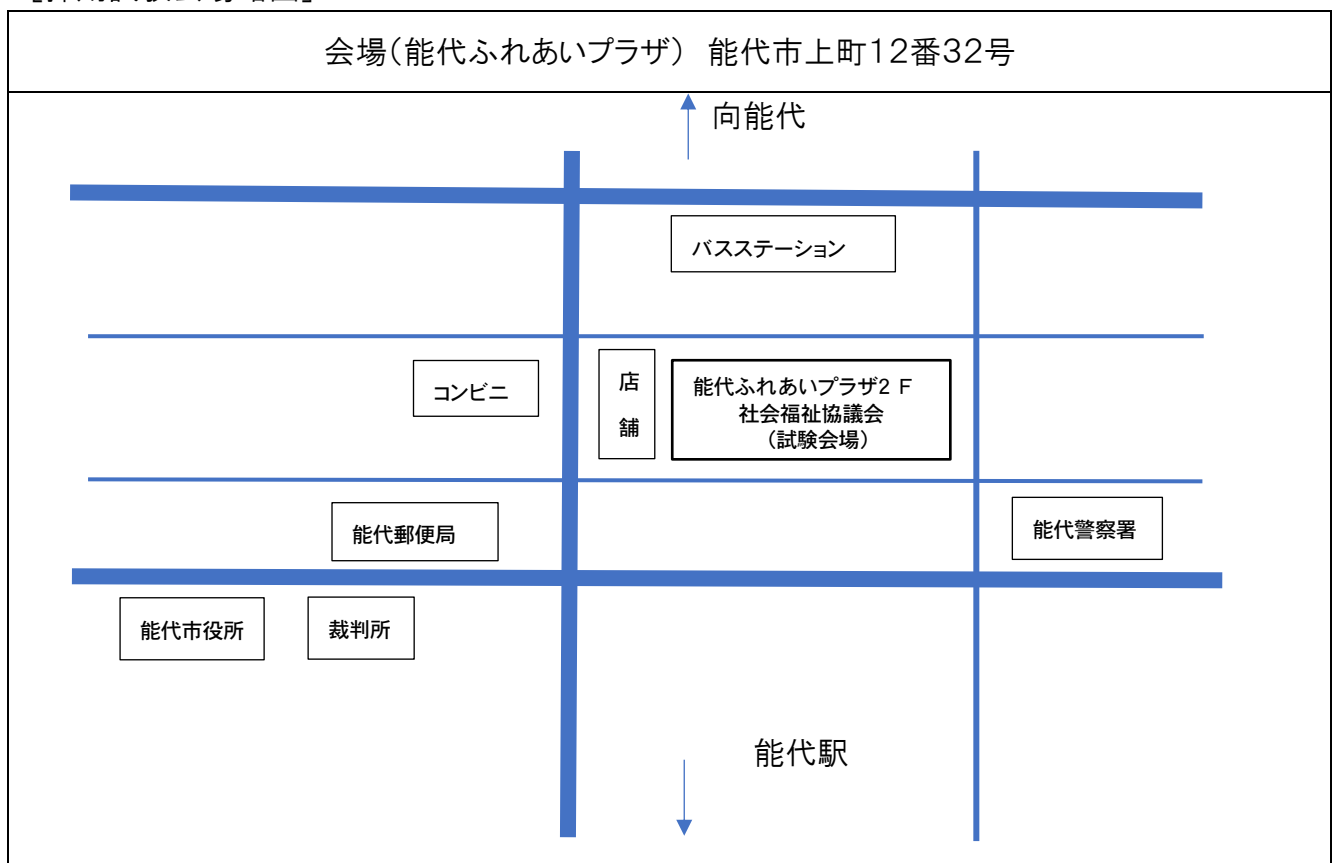 会場（能代ふれあいプラザ） 能代市上町12番32号
向能代
バスステーション
コンビニ
店
舗
能代ふれあいプラザ2 F
社会福祉協議会
（試験会場）
能代郵便局
能代警察署
能代市役所
裁判所
能代駅